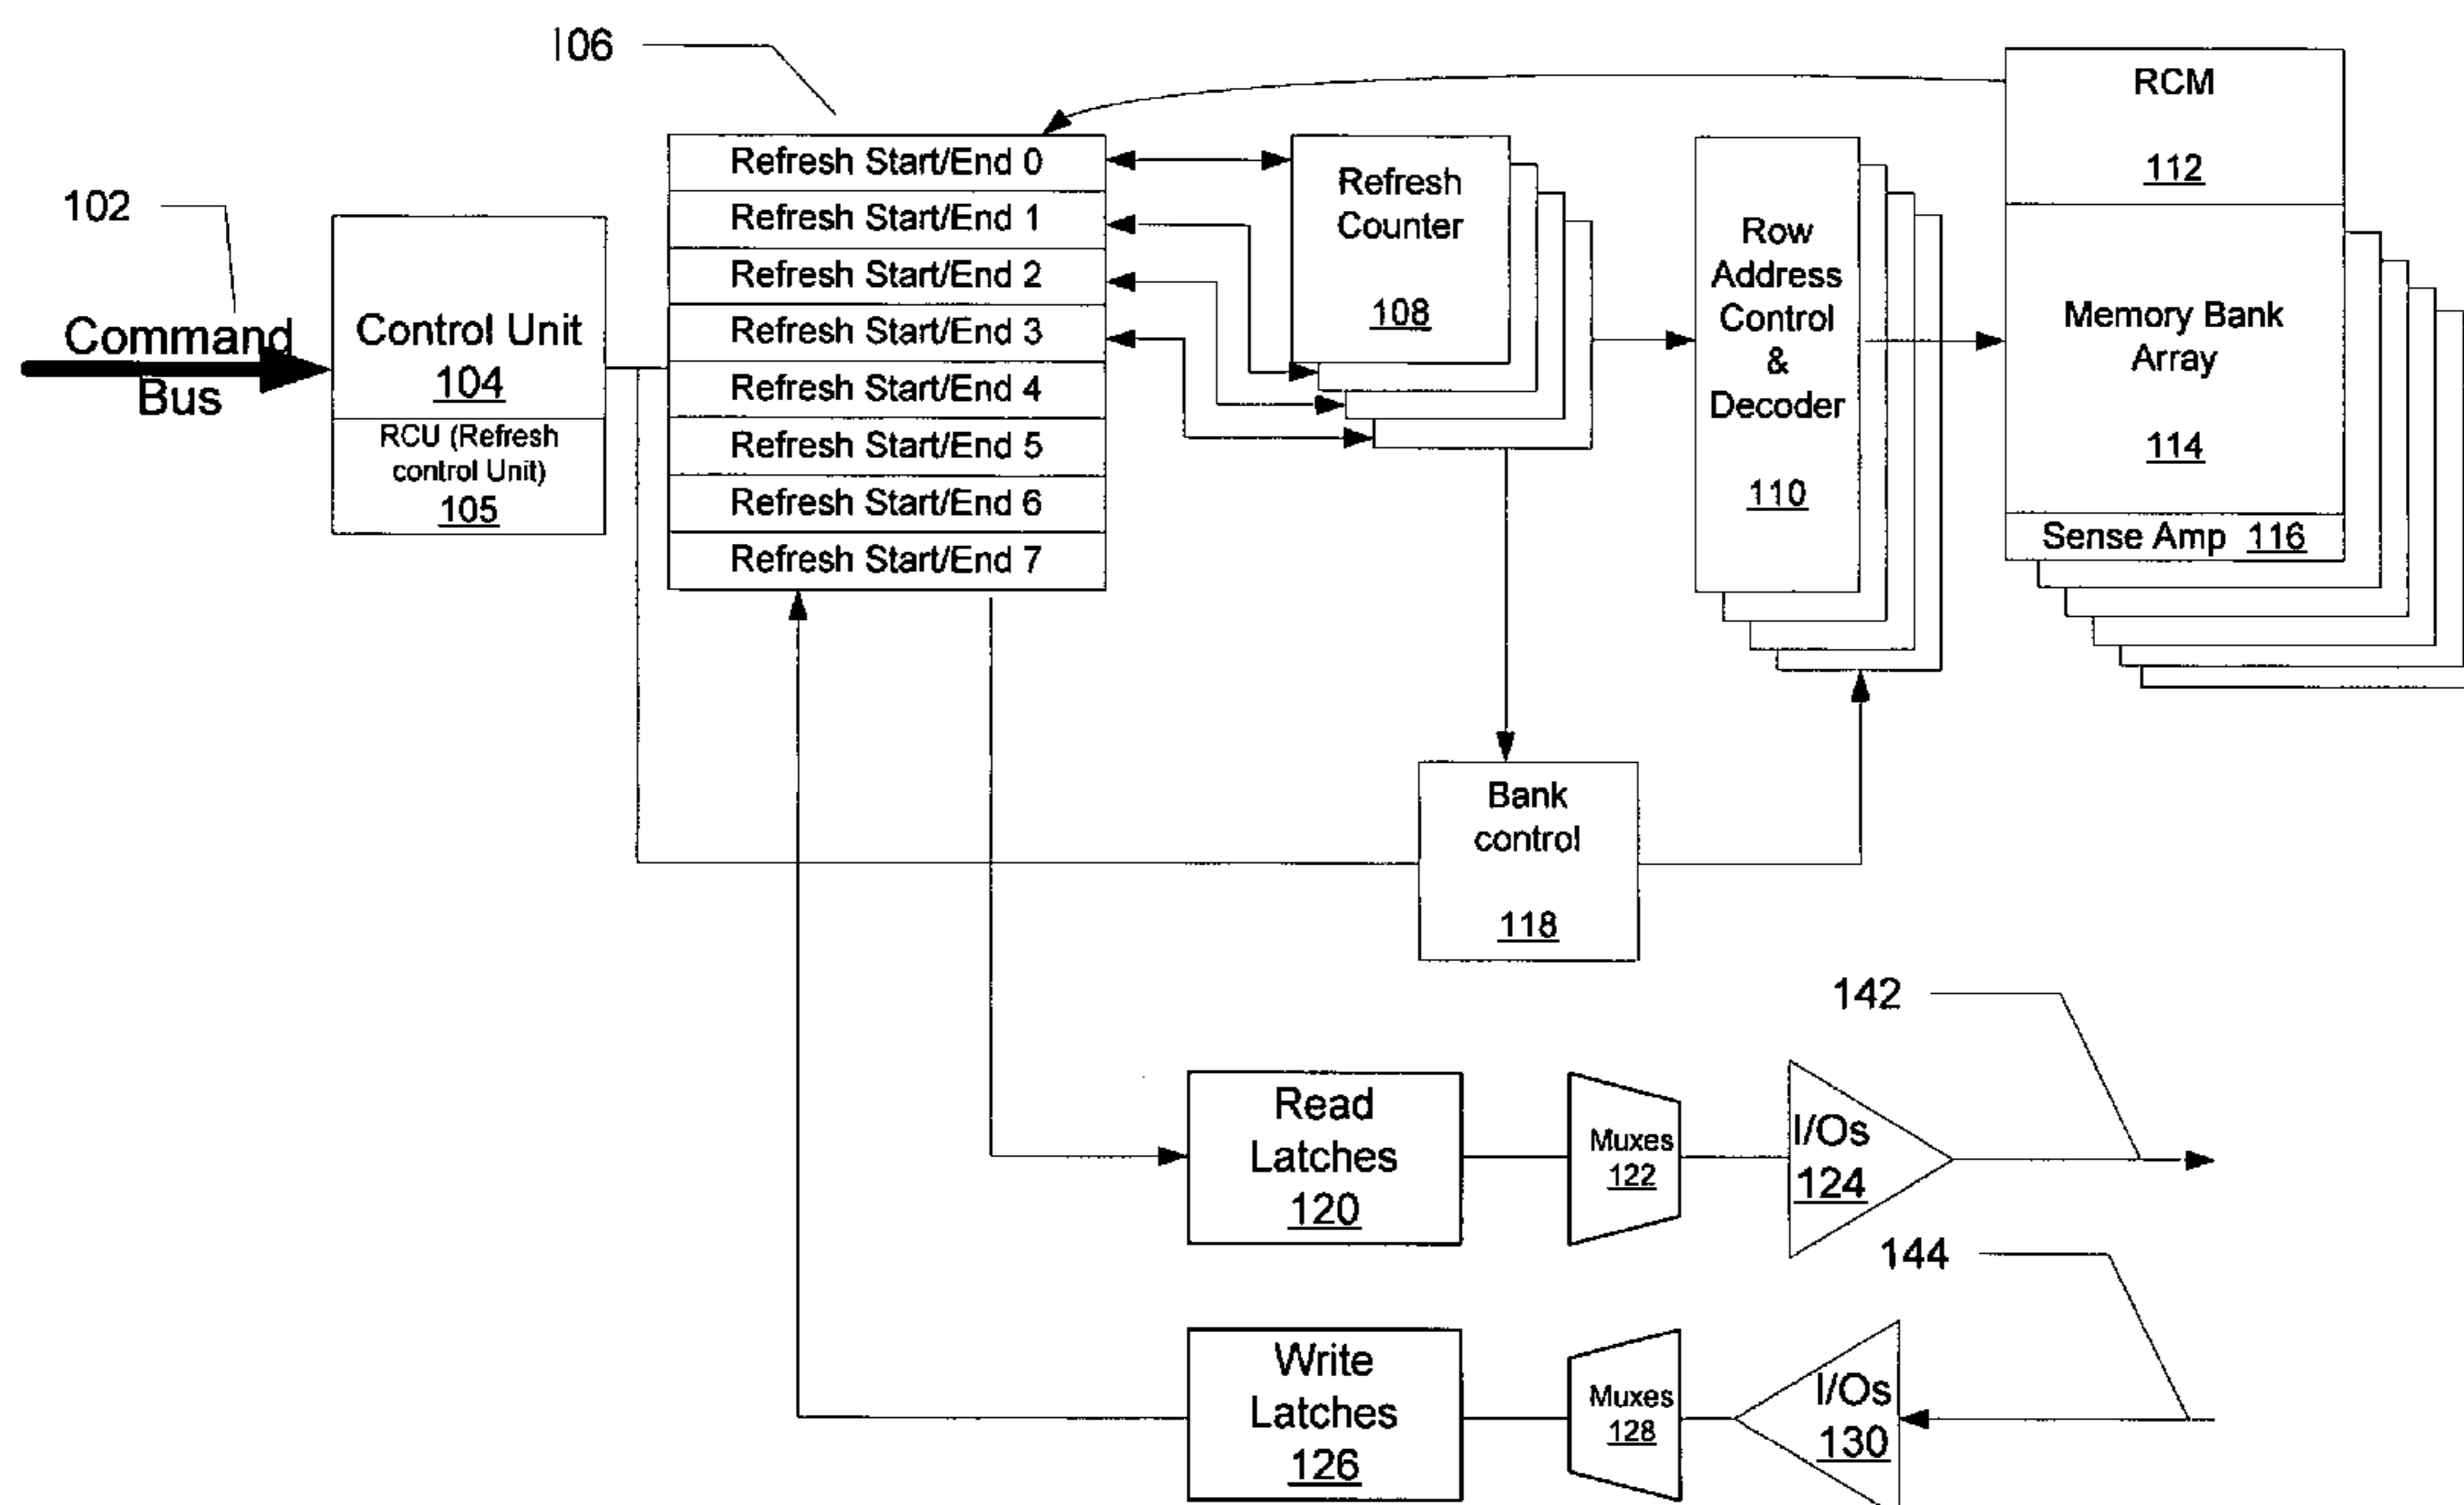 106
RCM
112
102
Command
Bus
Control Unit
104
RCU (Refresh
control Unit)
105
Refresh Start/End 0
Refresh Start/End 1
Refresh Start/End 2
Refresh Start/End 3
Refresh Start/End 4
Refresh Start/End 5
Refresh Start/End 6
Refresh Start/End 7
Refresh
Counter
108
Row
Address
Control
&
Decoder
110
Memory Bank
Array
114
Sense Amp 116
Bank
control
118
142
Read
Latches
120
Muxes
122
I/Os
124
144
Write
Latches
126
Muxes
128
I/Os
130